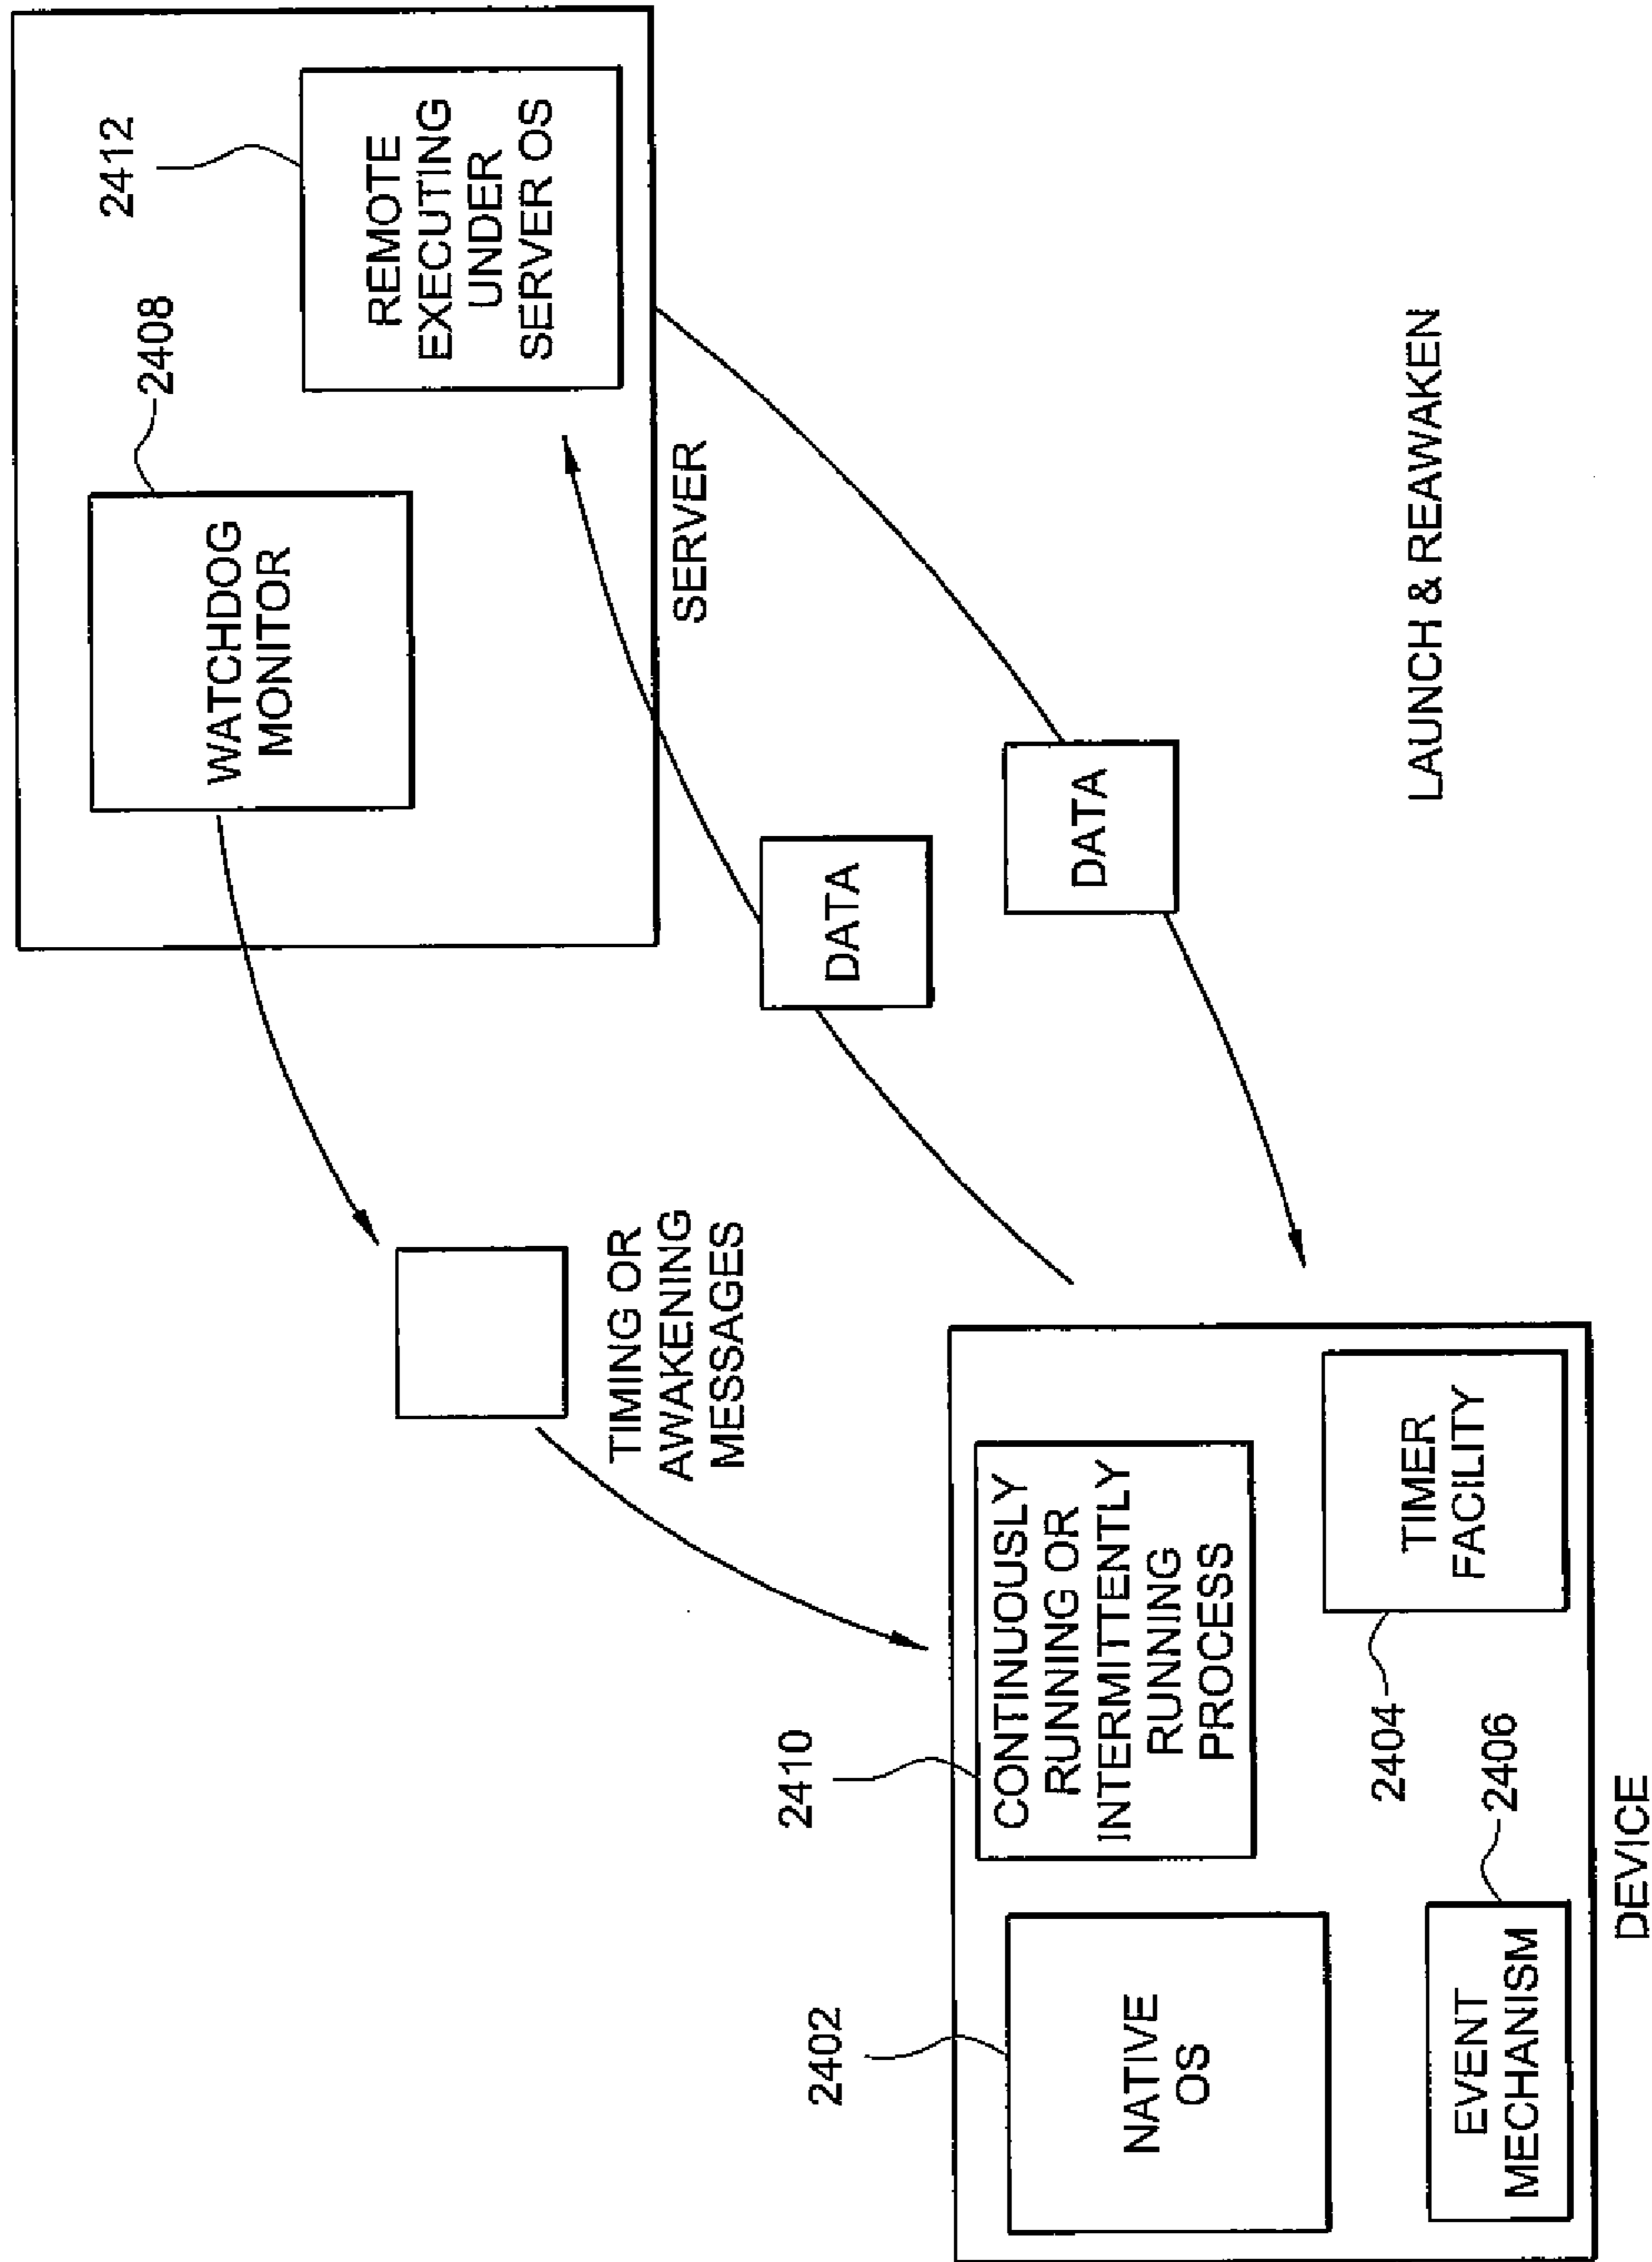 2412
2408
WATCHDOG
MONITOR
REMOTE
EXECUTING
UNDER
SERVER OS
SERVER
TIMING OR
AWAKENING
MESSAGES
DATA
DATA
2402
2410
NATIVE
OS
CONTINUOUSLY
RUNNING OR
INTERMITTENTLY
RUNNING
PROCESS
2404
2406
EVENT
MECHANISM
TIMER
FACILITY
DEVICE
LAUNCH & REAWAKEN